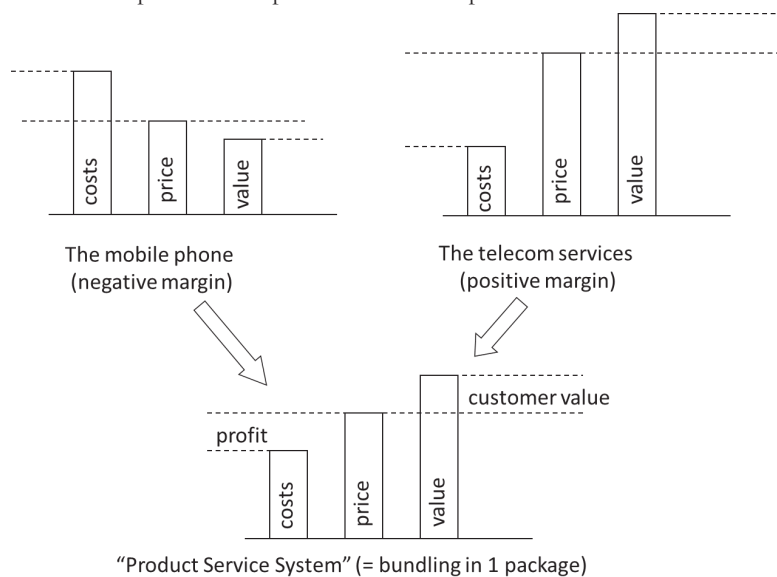 costs
price
value
costs
price
value
The mobile phone
(negative margin)
The telecom services
(positive margin)
customer value
profit
costs
price
value
“Product Service System” (= bundling in 1 package)